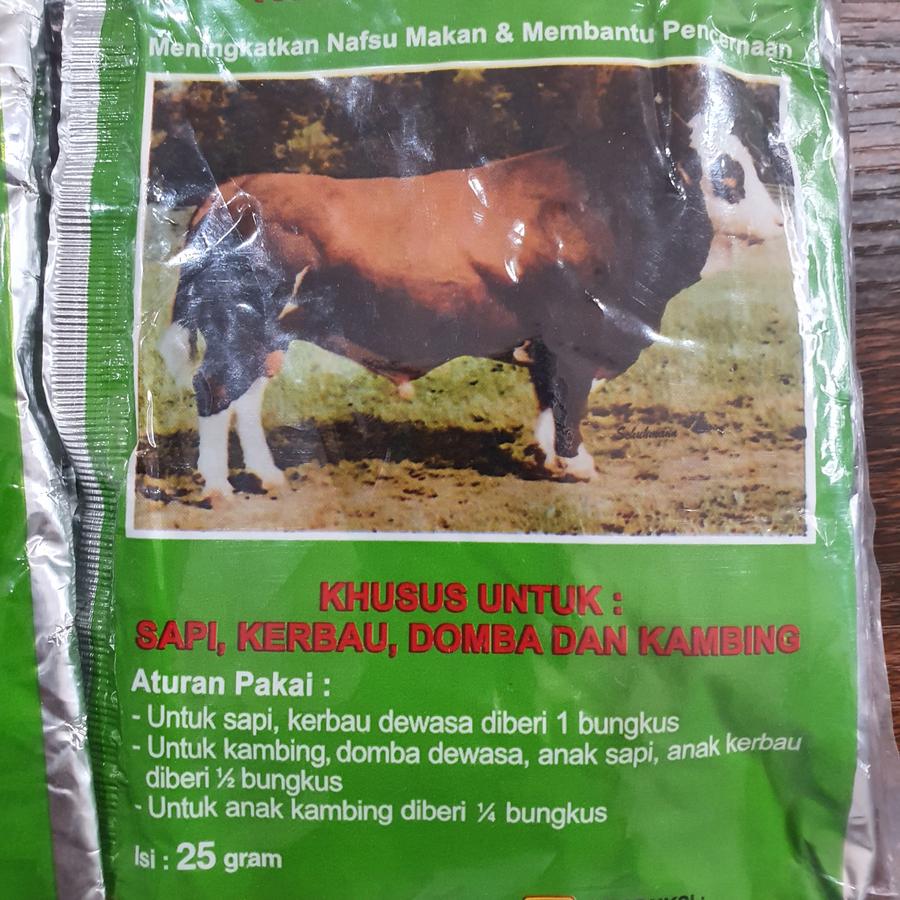 Meningkatkan Nafsu Makan & Membantu Pencernaan
Schuhmann
KHUSUS UNTUK :
SAPI, KERBAU, DOMBA DAN KAMBING
Aturan Pakai :
- Untuk sapi, kerbau dewasa diberi 1 bungkus
- Untuk kambing, domba dewasa, anak sapi, anak kerbau
diberi ½ bungkus
- Untuk anak kambing diberi ¼ bungkus
Isi : 25 gram